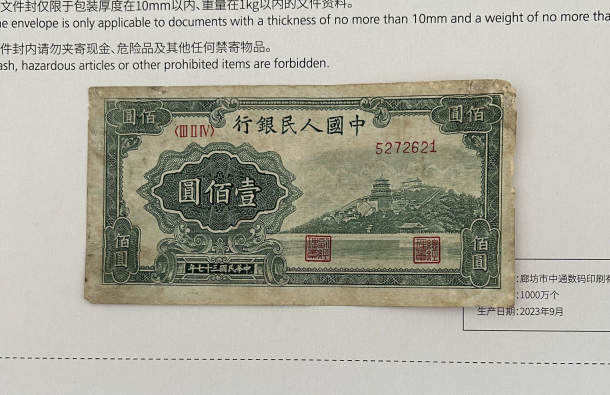 文件封仅限于包装厚度在10mm以内、重量在1kg以内的文件资料。
e envelope is only applicable to documents with a thickness of no more than 10mm and a weight of no more tha
件封内请勿夹寄现金、危险品及其他任何禁寄物品。
ash, hazardous articles or other prohibited items are forbidden.
圓佰
圓佰
〈ⅢⅡⅣ〉
行銀民人國中
5272621
圓佰壹
佰圓
佰圓
年七十三國民華中
:廊坊市中通数码印刷有
:1000万个
生产日期:2023年9月